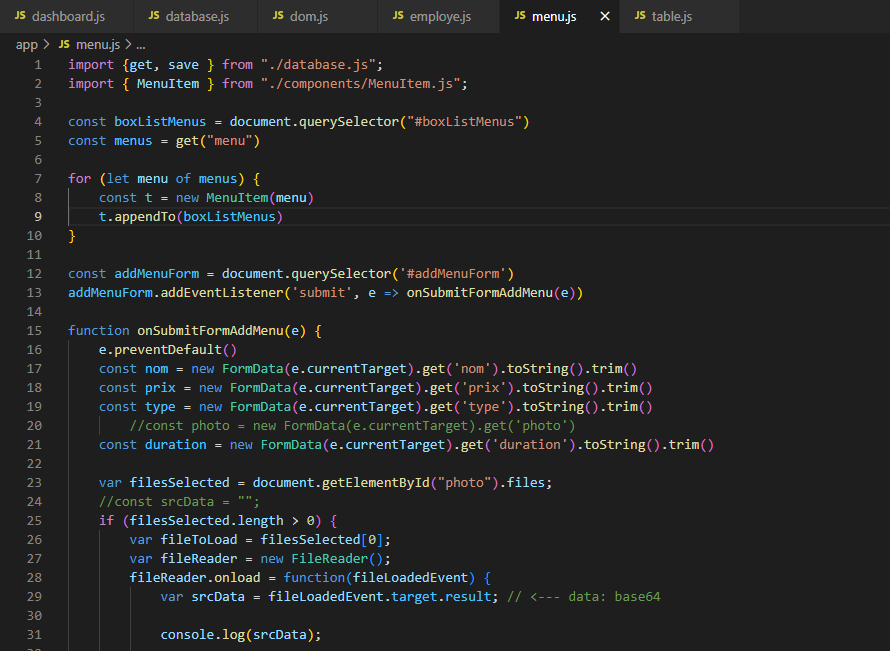 JS dashboard.js JS database.js JS dom.js JS employe.js JS menu.js × JS table.js
app > JS menu.js > ...
1 import {get, save } from "./database.js";
2 import { MenuItem } from "./components/MenuItem.js";
3
4 const boxListMenus = document.querySelector("#boxListMenus")
5 const menus = get("menu")
6
7 for (let menu of menus) {
8     const t = new MenuItem(menu)
9     t.appendTo(boxListMenus)
10 }
11
12 const addMenuForm = document.querySelector('#addMenuForm')
13 addMenuForm.addEventListener('submit', e => onSubmitFormAddMenu(e))
14
15 function onSubmitFormAddMenu(e) {
16     e.preventDefault()
17     const nom = new FormData(e.currentTarget).get('nom').toString().trim()
18     const prix = new FormData(e.currentTarget).get('prix').toString().trim()
19     const type = new FormData(e.currentTarget).get('type').toString().trim()
20         //const photo = new FormData(e.currentTarget).get('photo')
21     const duration = new FormData(e.currentTarget).get('duration').toString().trim()
22
23     var filesSelected = document.getElementById("photo").files;
24     //const srcData = "";
25     if (filesSelected.length > 0) {
26         var fileToLoad = filesSelected[0];
27         var fileReader = new FileReader();
28         fileReader.onload = function(fileLoadedEvent) {
29             var srcData = fileLoadedEvent.target.result; // <--- data: base64
30
31             console.log(srcData);